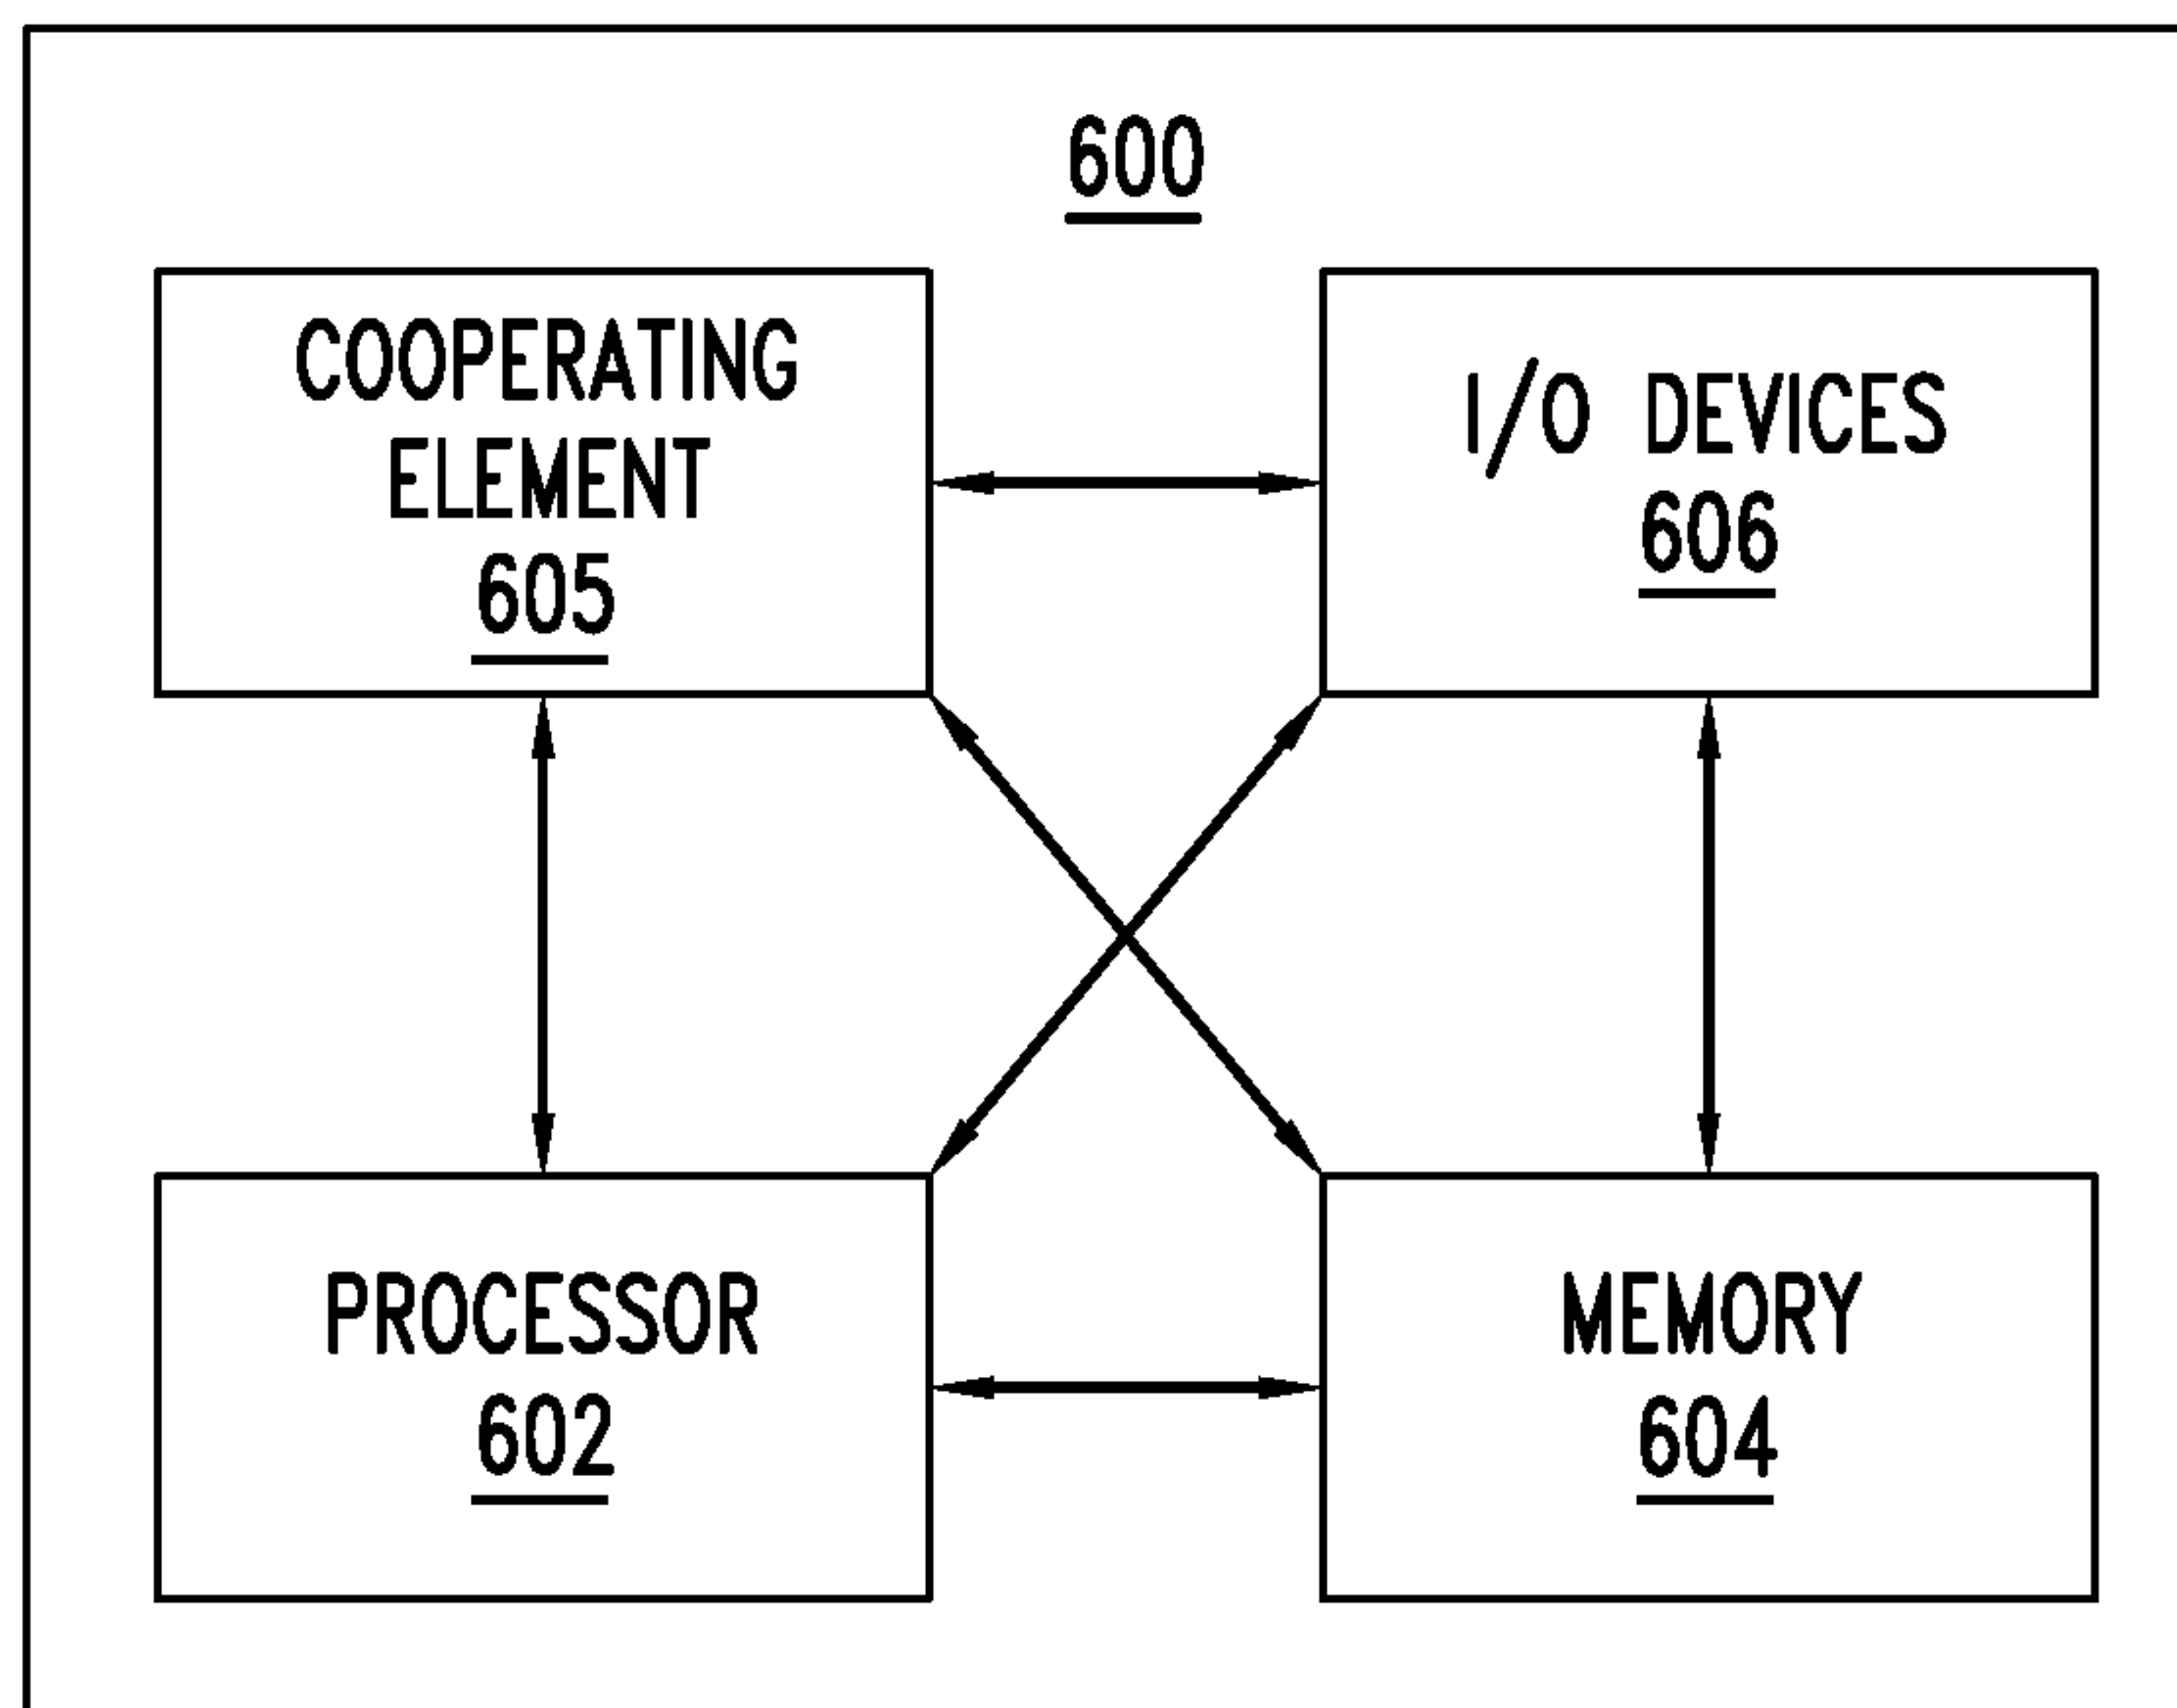 600
COOPERATING
ELEMENT
605
I/O DEVICES
606
PROCESSOR
602
MEMORY
604